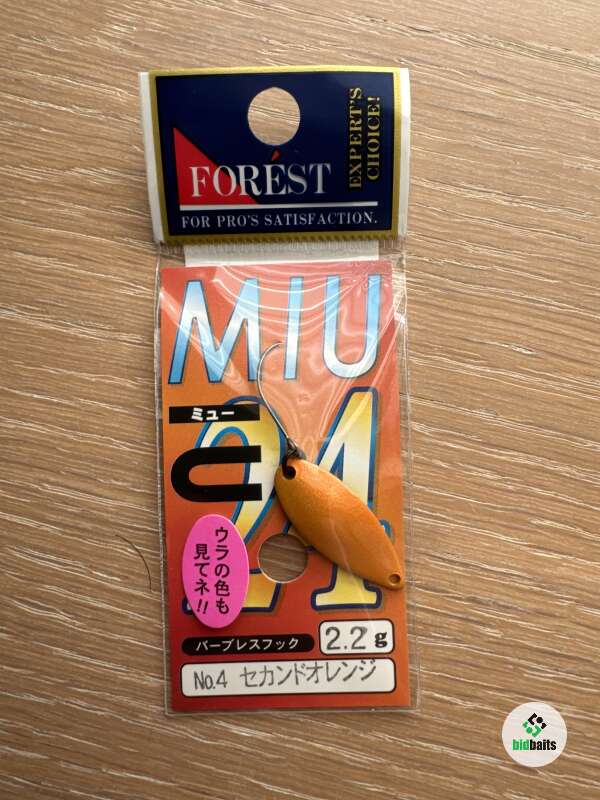 FORÉST
EXPERT'S
CHOICE!
FOR PRO'S SATISFACTION.
MIU
ミュー
24
ウラの色も
見てネ!!
バーブレスフック
2.2g
No.4 セカンドオレンジ
bidbaits